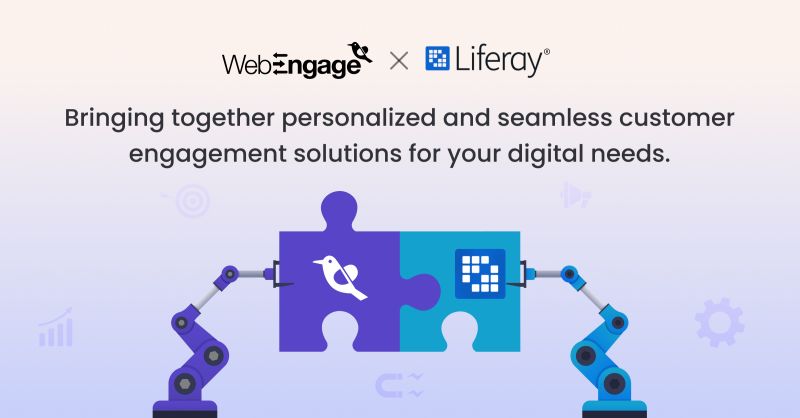 WebEngage × Liferay®
Bringing together personalized and seamless customer
engagement solutions for your digital needs.